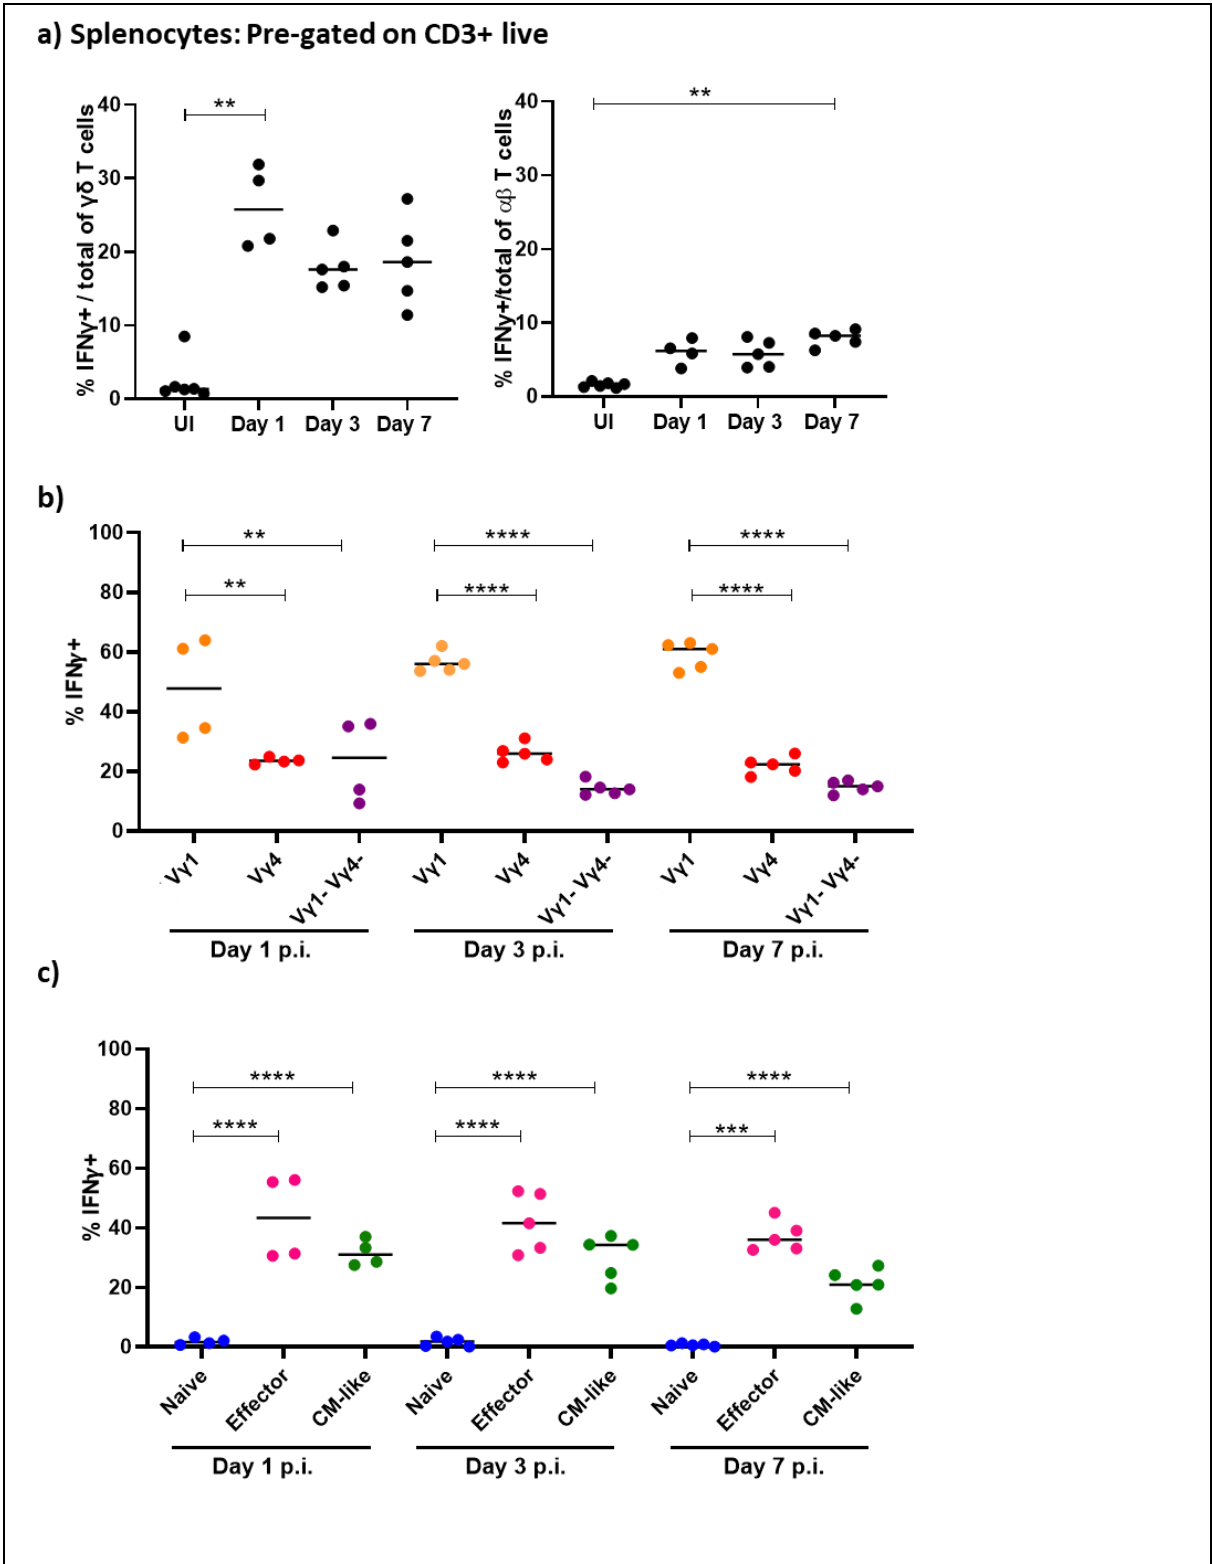 a) Splenocytes: Pre-gated on CD3+ live
% IFNγ+ / total of γδ T cells
40
30
20
10
0
**
UI Day 1 Day 3 Day 7
% IFNγ+/total of αβ T cells
40
30
20
10
0
**
UI Day 1 Day 3 Day 7
b)
% IFNγ+
100
80
60
40
20
0
** **** ****
** **** ****
Vγ1 Vγ4 Vγ1- Vγ4- Vγ1 Vγ4 Vγ1- Vγ4- Vγ1 Vγ4 Vγ1- Vγ4-
Day 1 p.i. Day 3 p.i. Day 7 p.i.
c)
% IFNγ+
100
80
60
40
20
0
**** **** ****
**** **** ***
Naive Effector CM-like Naive Effector CM-like Naive Effector CM-like
Day 1 p.i. Day 3 p.i. Day 7 p.i.